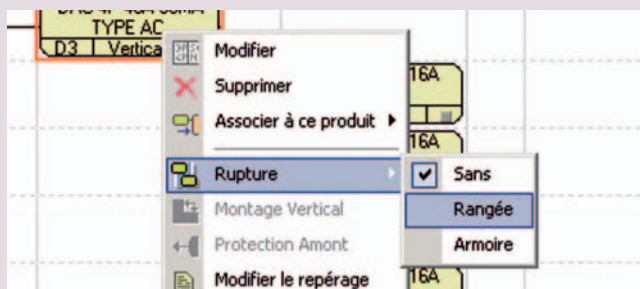 TYPE AC
D3 Vertica
Modifier
16A
Supprimer
Associer à ce produit
16A
Rupture
Sans
Montage Vertical
Rangée
Protection Amont
Armoire
Modifier le repérage
16A